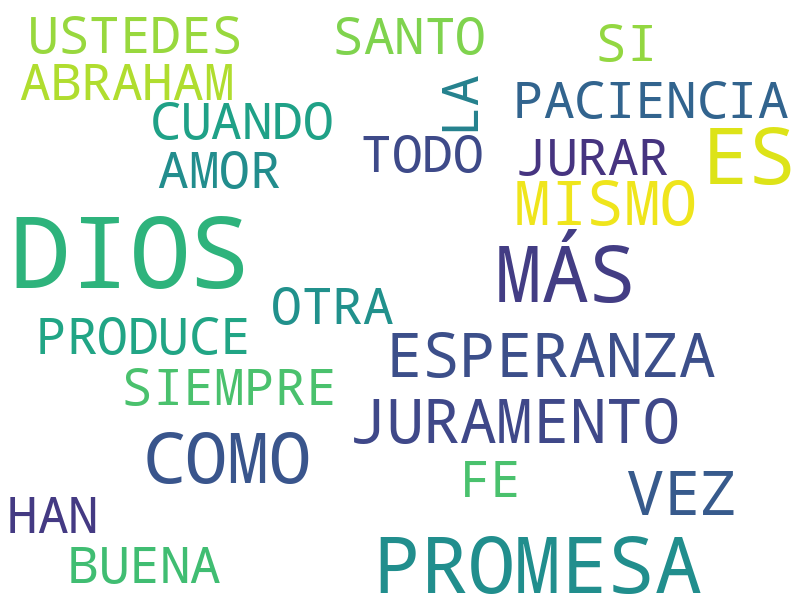 USTEDES
SANTO
SI
ABRAHAM
LA
PACIENCIA
CUANDO
ES
TODO
JURAR
AMOR
MISMO
DIOS
MÁS
OTRA
PRODUCE
ESPERANZA
SIEMPRE
JURAMENTO
COMO
FE
VEZ
HAN
BUENA
PROMESA